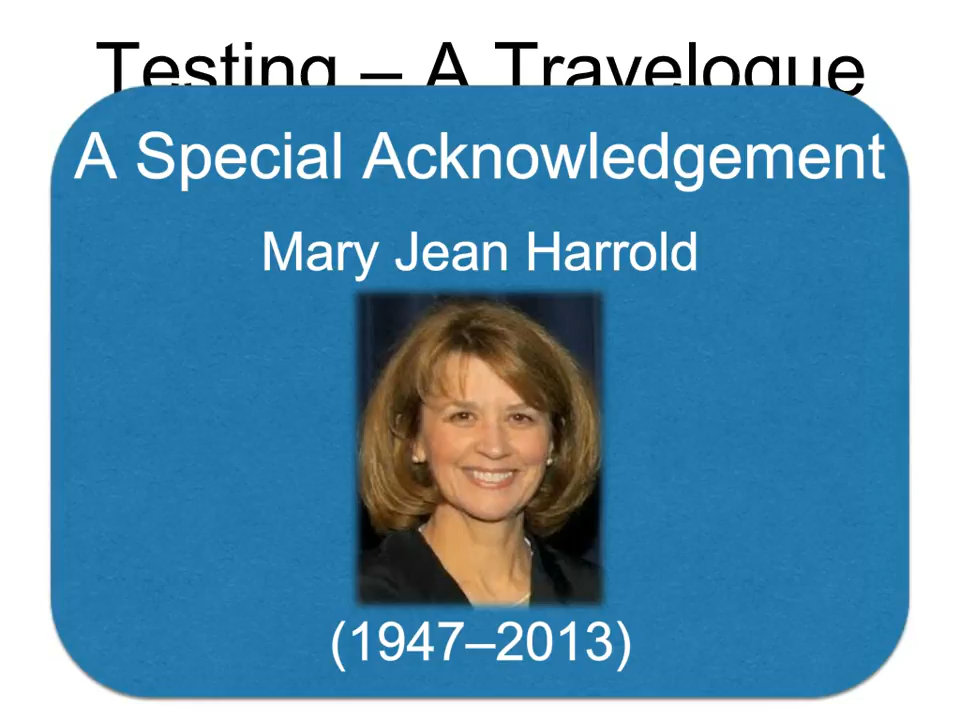 Testing – A Travelogue
A Special Acknowledgement
Mary Jean Harrold
(1947–2013)